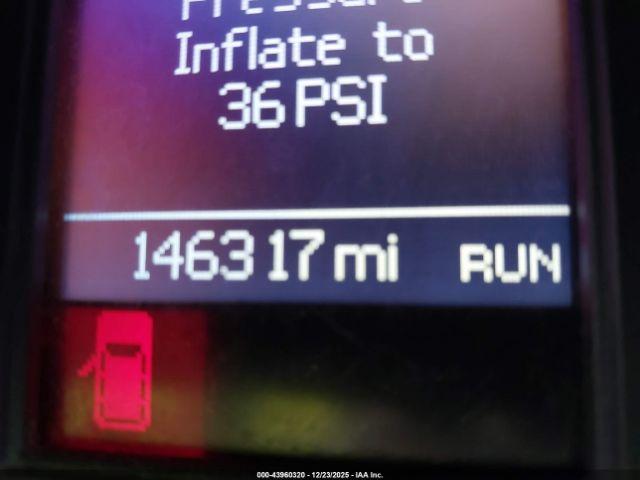 Inflate to
36 PSI
146317 mi RUN
000-43960320 - 12/23/2025 - IAA Inc.